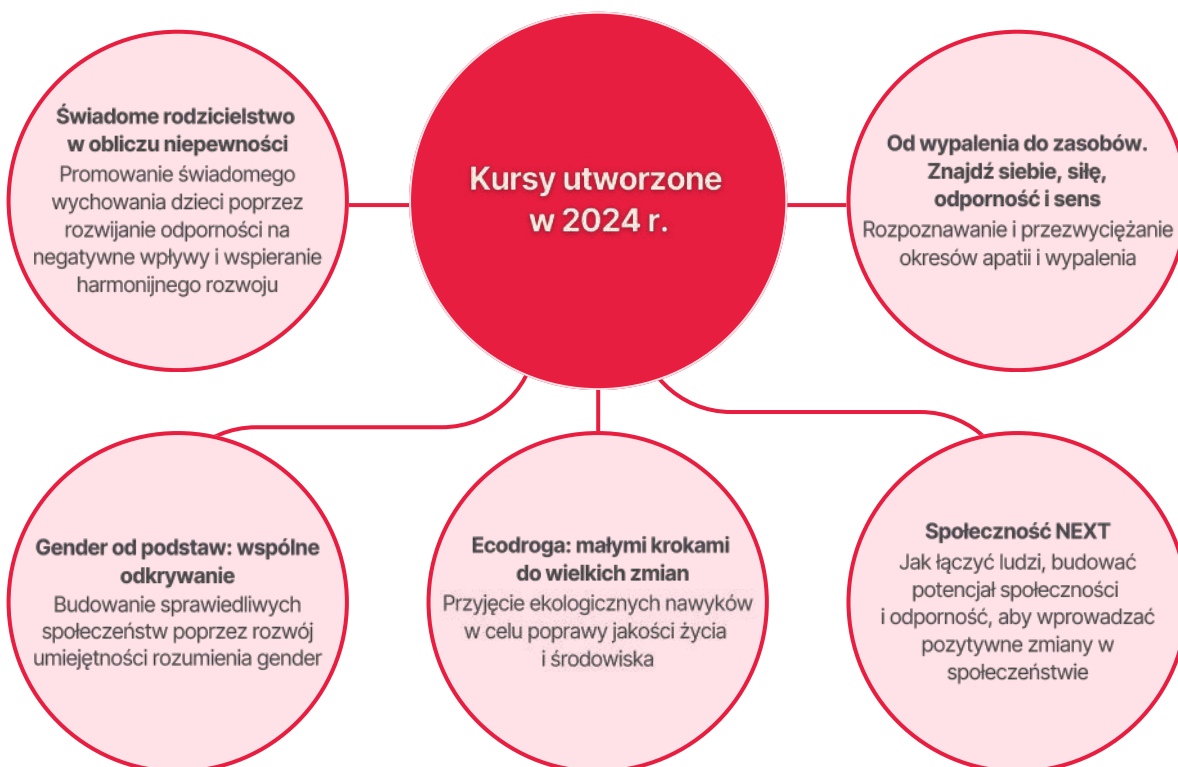 Świadome rodzicielstwo
w obliczu niepewności
Promowanie świadomego
wychowania dzieci poprzez
rozwijanie odporności na
negatywne wpływy i wspieranie
harmonijnego rozwoju
Kursy utworzone
w 2024 r.
Od wypalenia do zasobów.
Znajdź siebie, siłę,
odporność i sens
Rozpoznawanie i przezwyciężanie
okresów apatii i wypalenia
Gender od podstaw: wspólne
odkrywanie
Budowanie sprawiedliwych
społeczeństw poprzez rozwój
umiejętności rozumienia gender
Ecodroga: małymi krokami
do wielkich zmian
Przyjęcie ekologicznych nawyków
w celu poprawy jakości życia
i środowiska
Społeczność NEXT
Jak łączyć ludzi, budować
potencjał społeczności
i odporność, aby wprowadzać
pozytywne zmiany w
społeczeństwie